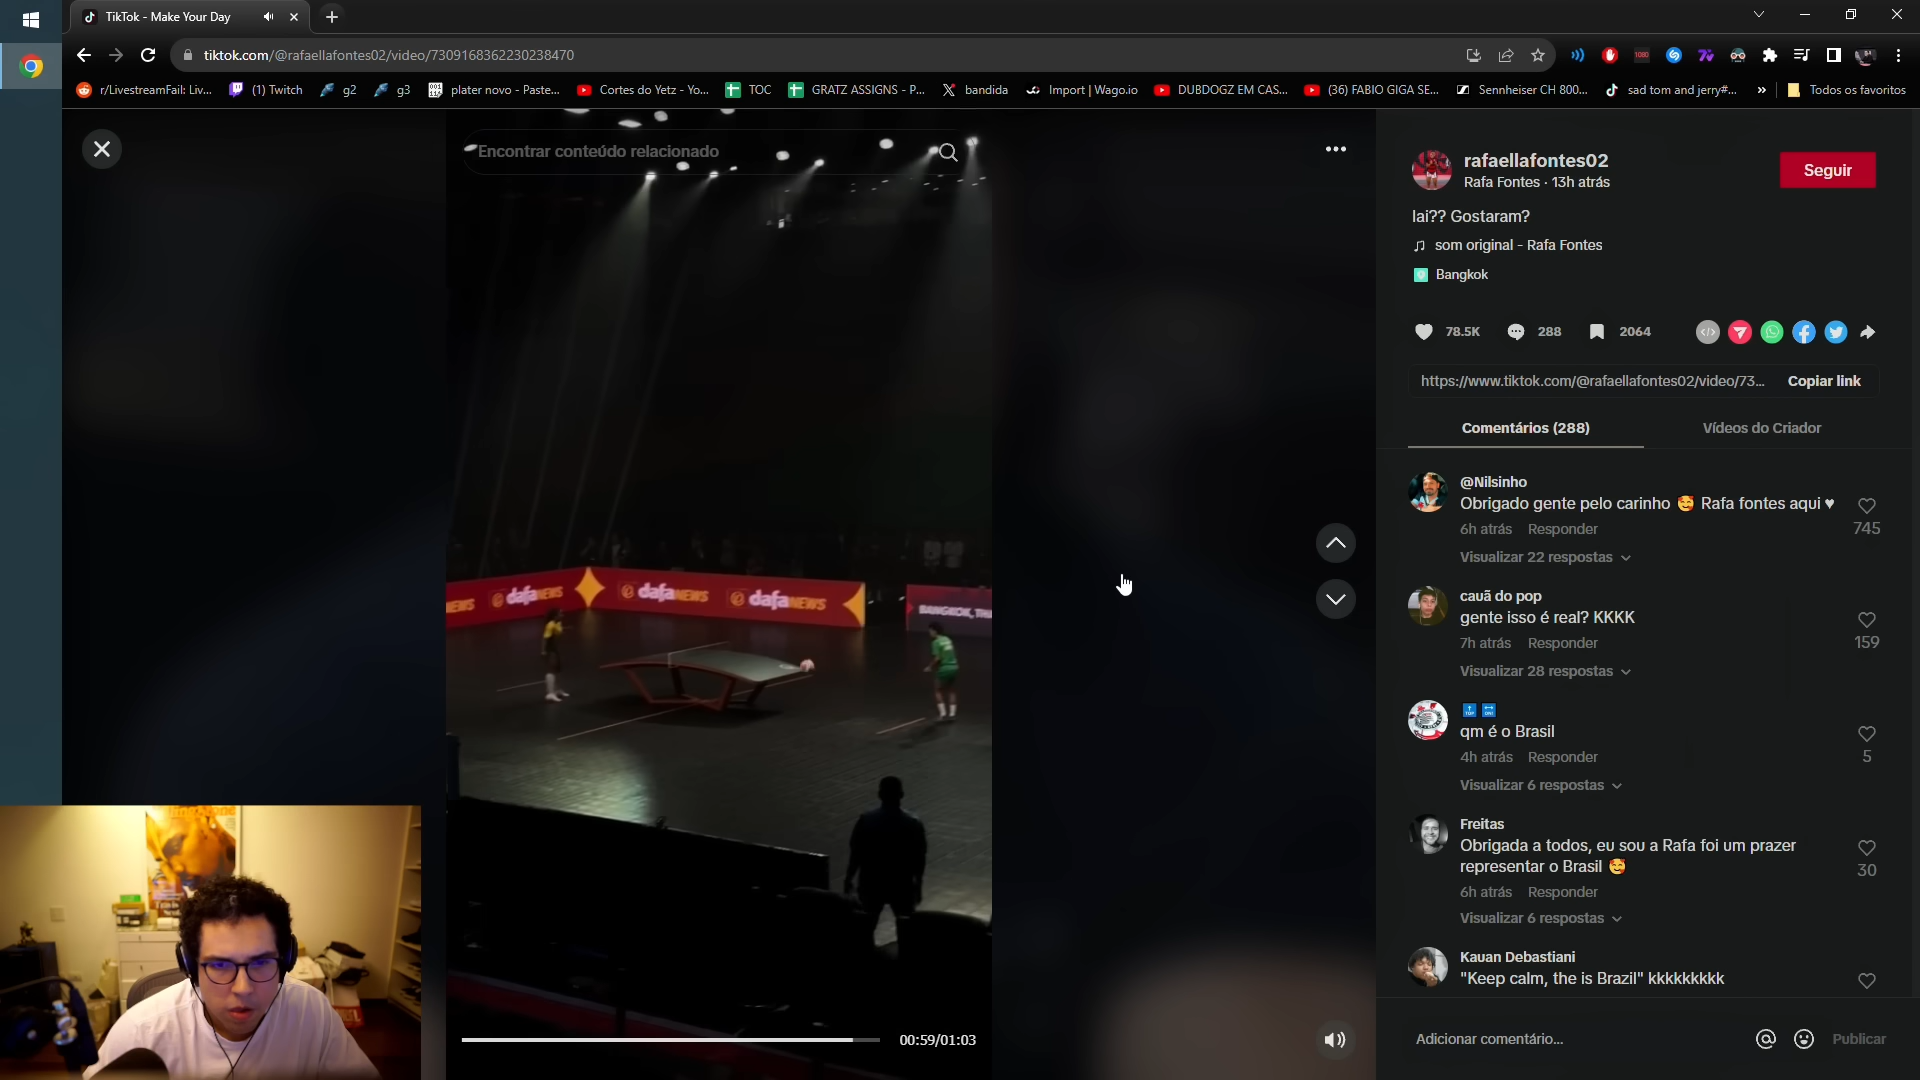 TikTok - Make Your Day
tiktok.com/@rafaellafontes02/video/7309168362230238470
r/LivestreamFail: Liv...
(1) Twitch
g2
g3
plater novo - Paste...
Cortes do Yetz - Yo...
TOC
GRATZ ASSIGNS - P...
bandida
Import | Wago.io
DUBDOGZ EM CAS...
(36) FABIO GIGA SE...
Sennheiser CH 800...
sad tom and jerry#...
»
Todos os favoritos
Encontrar conteúdo relacionado
rafaellafontes02
Rafa Fontes · 13h atrás
Seguir
Iai?? Gostaram?
som original - Rafa Fontes
Bangkok
78.5K
288
2064
https://www.tiktok.com/@rafaellafontes02/video/73...
Copiar link
Comentários (288)
Vídeos do Criador
@Nilsinho
Obrigado gente pelo carinho 🥰 Rafa fontes aqui ♥
745
6h atrás Responder
Visualizar 22 respostas
cauã do pop
gente isso é real? KKKK
159
7h atrás Responder
Visualizar 28 respostas
qm é o Brasil
5
4h atrás Responder
Visualizar 6 respostas
Freitas
Obrigada a todos, eu sou a Rafa foi um prazer
representar o Brasil 🥰
30
6h atrás Responder
Visualizar 6 respostas
Kauan Debastiani
"Keep calm, the is Brazil" kkkkkkkkk
Adicionar comentário...
Publicar
NEWS
dafaNEWS
dafaNEWS
dafaNEWS
BANGKOK,
00:59/01:03